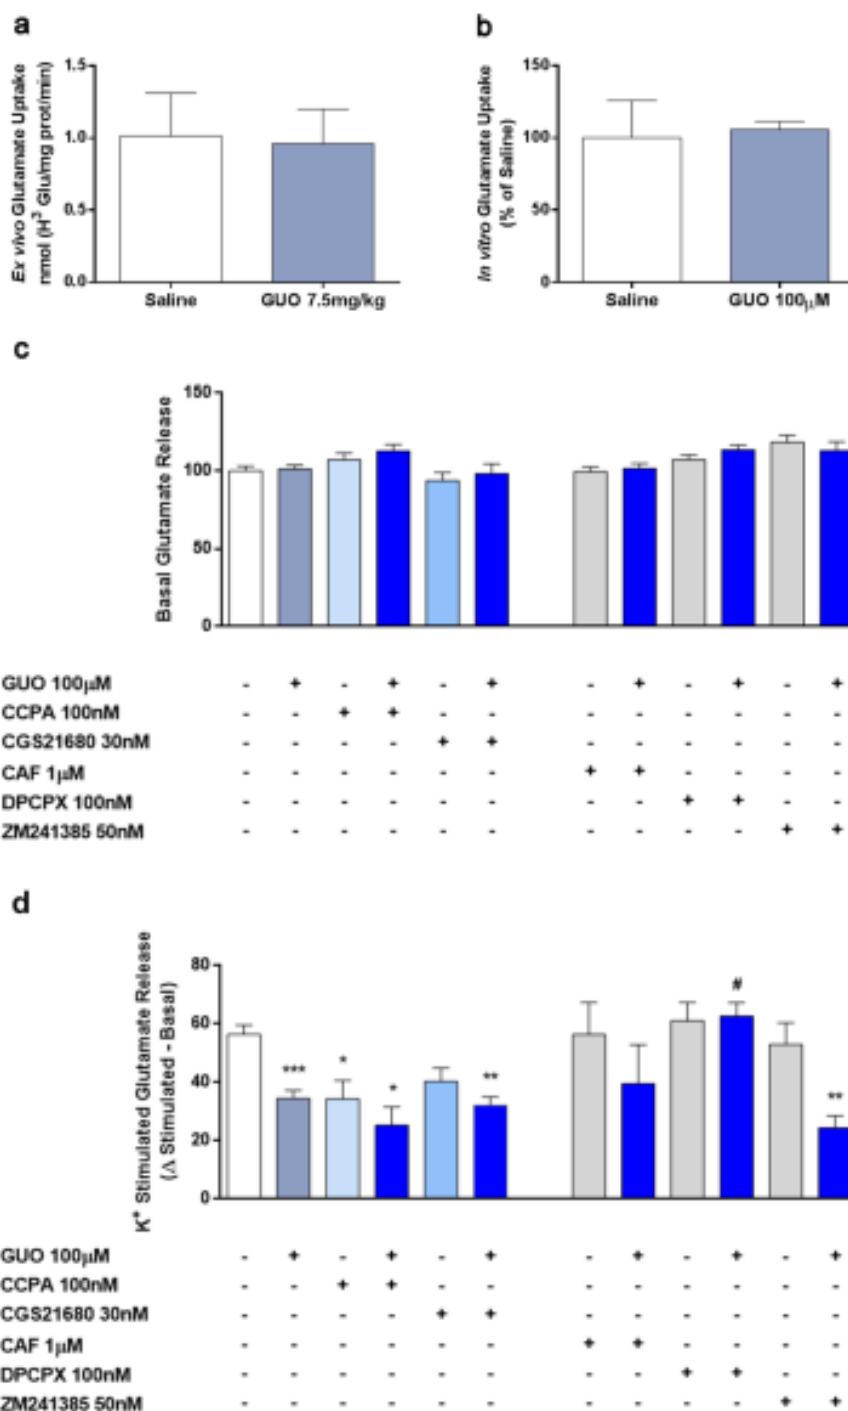 a
Ex vivo Glutamate Uptake
nmol (H³ Glu/mg prot/min)
1.5
1.0
0.5
0.0
Saline
GUO 7.5mg/kg
b
In vitro Glutamate Uptake
(% of Saline)
150
100
50
0
Saline
GUO 100μM
c
Basal Glutamate Release
150
100
50
0
GUO 100μM - + - + - + - + - + - +
CCPA 100nM - - + + - - - - - - - -
CGS21680 30nM - - - - + + - - - - - -
CAF 1μM - - - - - - + + - - - -
DPCPX 100nM - - - - - - - - + + - -
ZM241385 50nM - - - - - - - - - - + +
d
K⁺ Stimulated Glutamate Release
(Δ Stimulated - Basal)
80
60
40
20
0
*** * * ** # **
GUO 100μM - + - + - + - + - + - +
CCPA 100nM - - + + - - - - - - - -
CGS21680 30nM - - - - + + - - - - - -
CAF 1μM - - - - - - + + - - - -
DPCPX 100nM - - - - - - - - + + - -
ZM241385 50nM - - - - - - - - - - + +